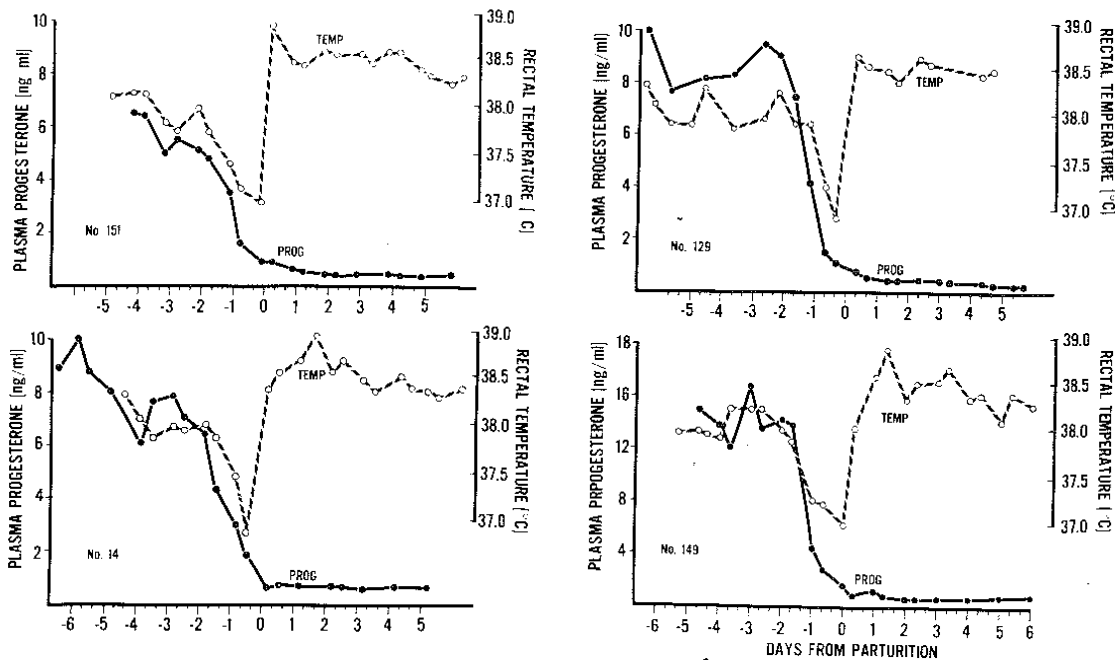 PLASMA PROGESTERONE [ng ml]
10
8
6
4
2
TEMP
PROG
No. 151
39.0
38.5
38.0
37.5
37.0
RECTAL TEMPERATURE [°C]
-5 -4 -3 -2 -1 0 1 2 3 4 5
PLASMA PROGESTERONE [ng/ml]
10
8
6
4
2
TEMP
PROG
No. 129
39.0
38.5
38.0
37.5
37.0
RECTAL TEMPERATURE [°C]
-5 -4 -3 -2 -1 0 1 2 3 4 5
PLASMA PROGESTERONE [ng/ml]
10
8
6
4
2
TEMP
PROG
No. 14
39.0
38.5
38.0
37.5
37.0
RECTAL TEMPERATURE [°C]
-6 -5 -4 -3 -2 -1 0 1 2 3 4 5
PLASMA PRPOGESTERONE [ng/ml]
18
16
12
8
4
TEMP
PROG
No. 149
39.0
38.5
38.0
37.5
37.0
RECTAL TEMPERATURE [°C]
-6 -5 -4 -3 -2 -1 0 1 2 3 4 5 6
DAYS FROM PARTURITION